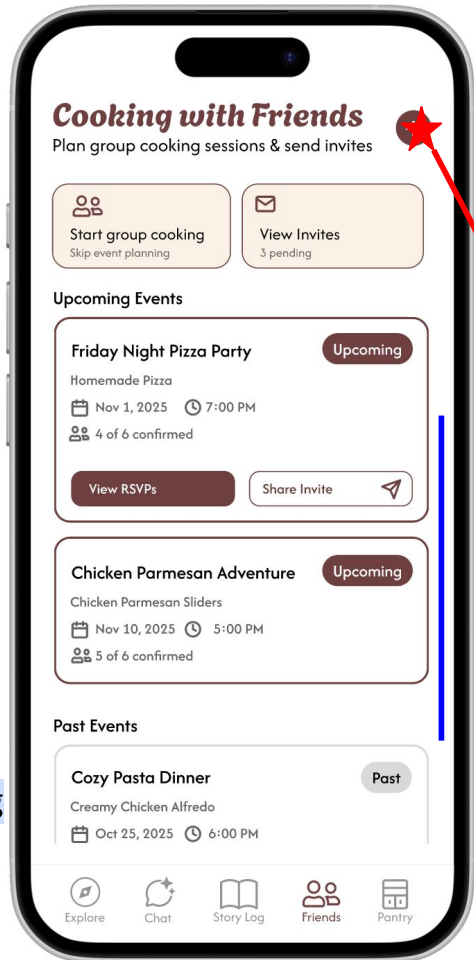 Cooking with Friends
Plan group cooking sessions & send invites
Start group cooking
Skip event planning
View Invites
3 pending
Upcoming Events
Friday Night Pizza Party
Upcoming
Homemade Pizza
Nov 1, 2025 7:00 PM
4 of 6 confirmed
View RSVPs
Share Invite
Chicken Parmesan Adventure
Upcoming
Chicken Parmesan Sliders
Nov 10, 2025 5:00 PM
5 of 6 confirmed
Past Events
Cozy Pasta Dinner
Past
Creamy Chicken Alfredo
Oct 25, 2025 6:00 PM
Explore
Chat
Story Log
Friends
Pantry